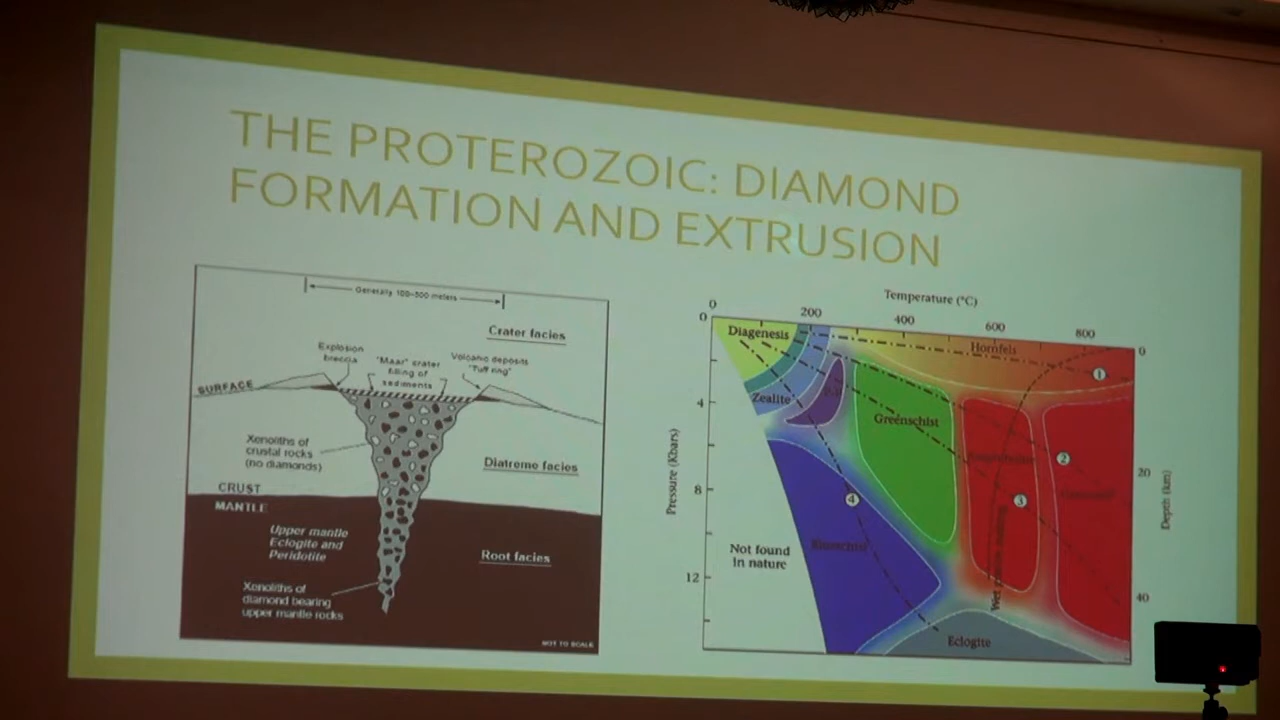 THE PROTEROZOIC: DIAMOND
FORMATION AND EXTRUSION
Generally 100-500 meters
Crater facies
Explosion
breccia
"Maar" crater
filling of
sediments
Volcanic deposits
"Tuff ring"
SURFACE
Xenoliths of
crustal rocks
(no diamonds)
Diatreme facies
CRUST
MANTLE
Upper mantle
Eclogite and
Peridotite
Root facies
Xenoliths of
diamond bearing
upper mantle rocks
NOT TO SCALE
Temperature (°C)
0
200
400
600
800
0
0
Diagenesis
Hornfels
1
Zealite
4
Greenschist
2
20
Pressure (Kbars)
Depth (km)
8
4
3
Blueschist
Not found
in nature
12
40
Eclogite